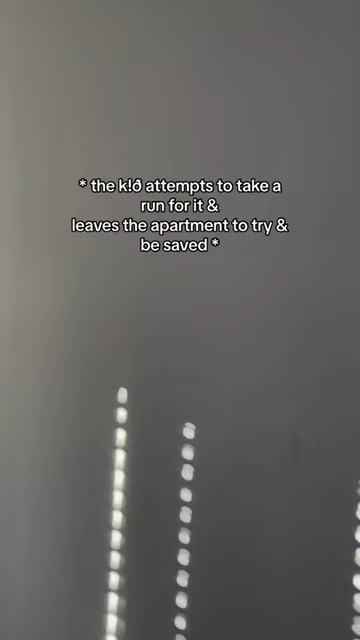 * the k!ð attempts to take a
run for it &
leaves the apartment to try &
be saved *